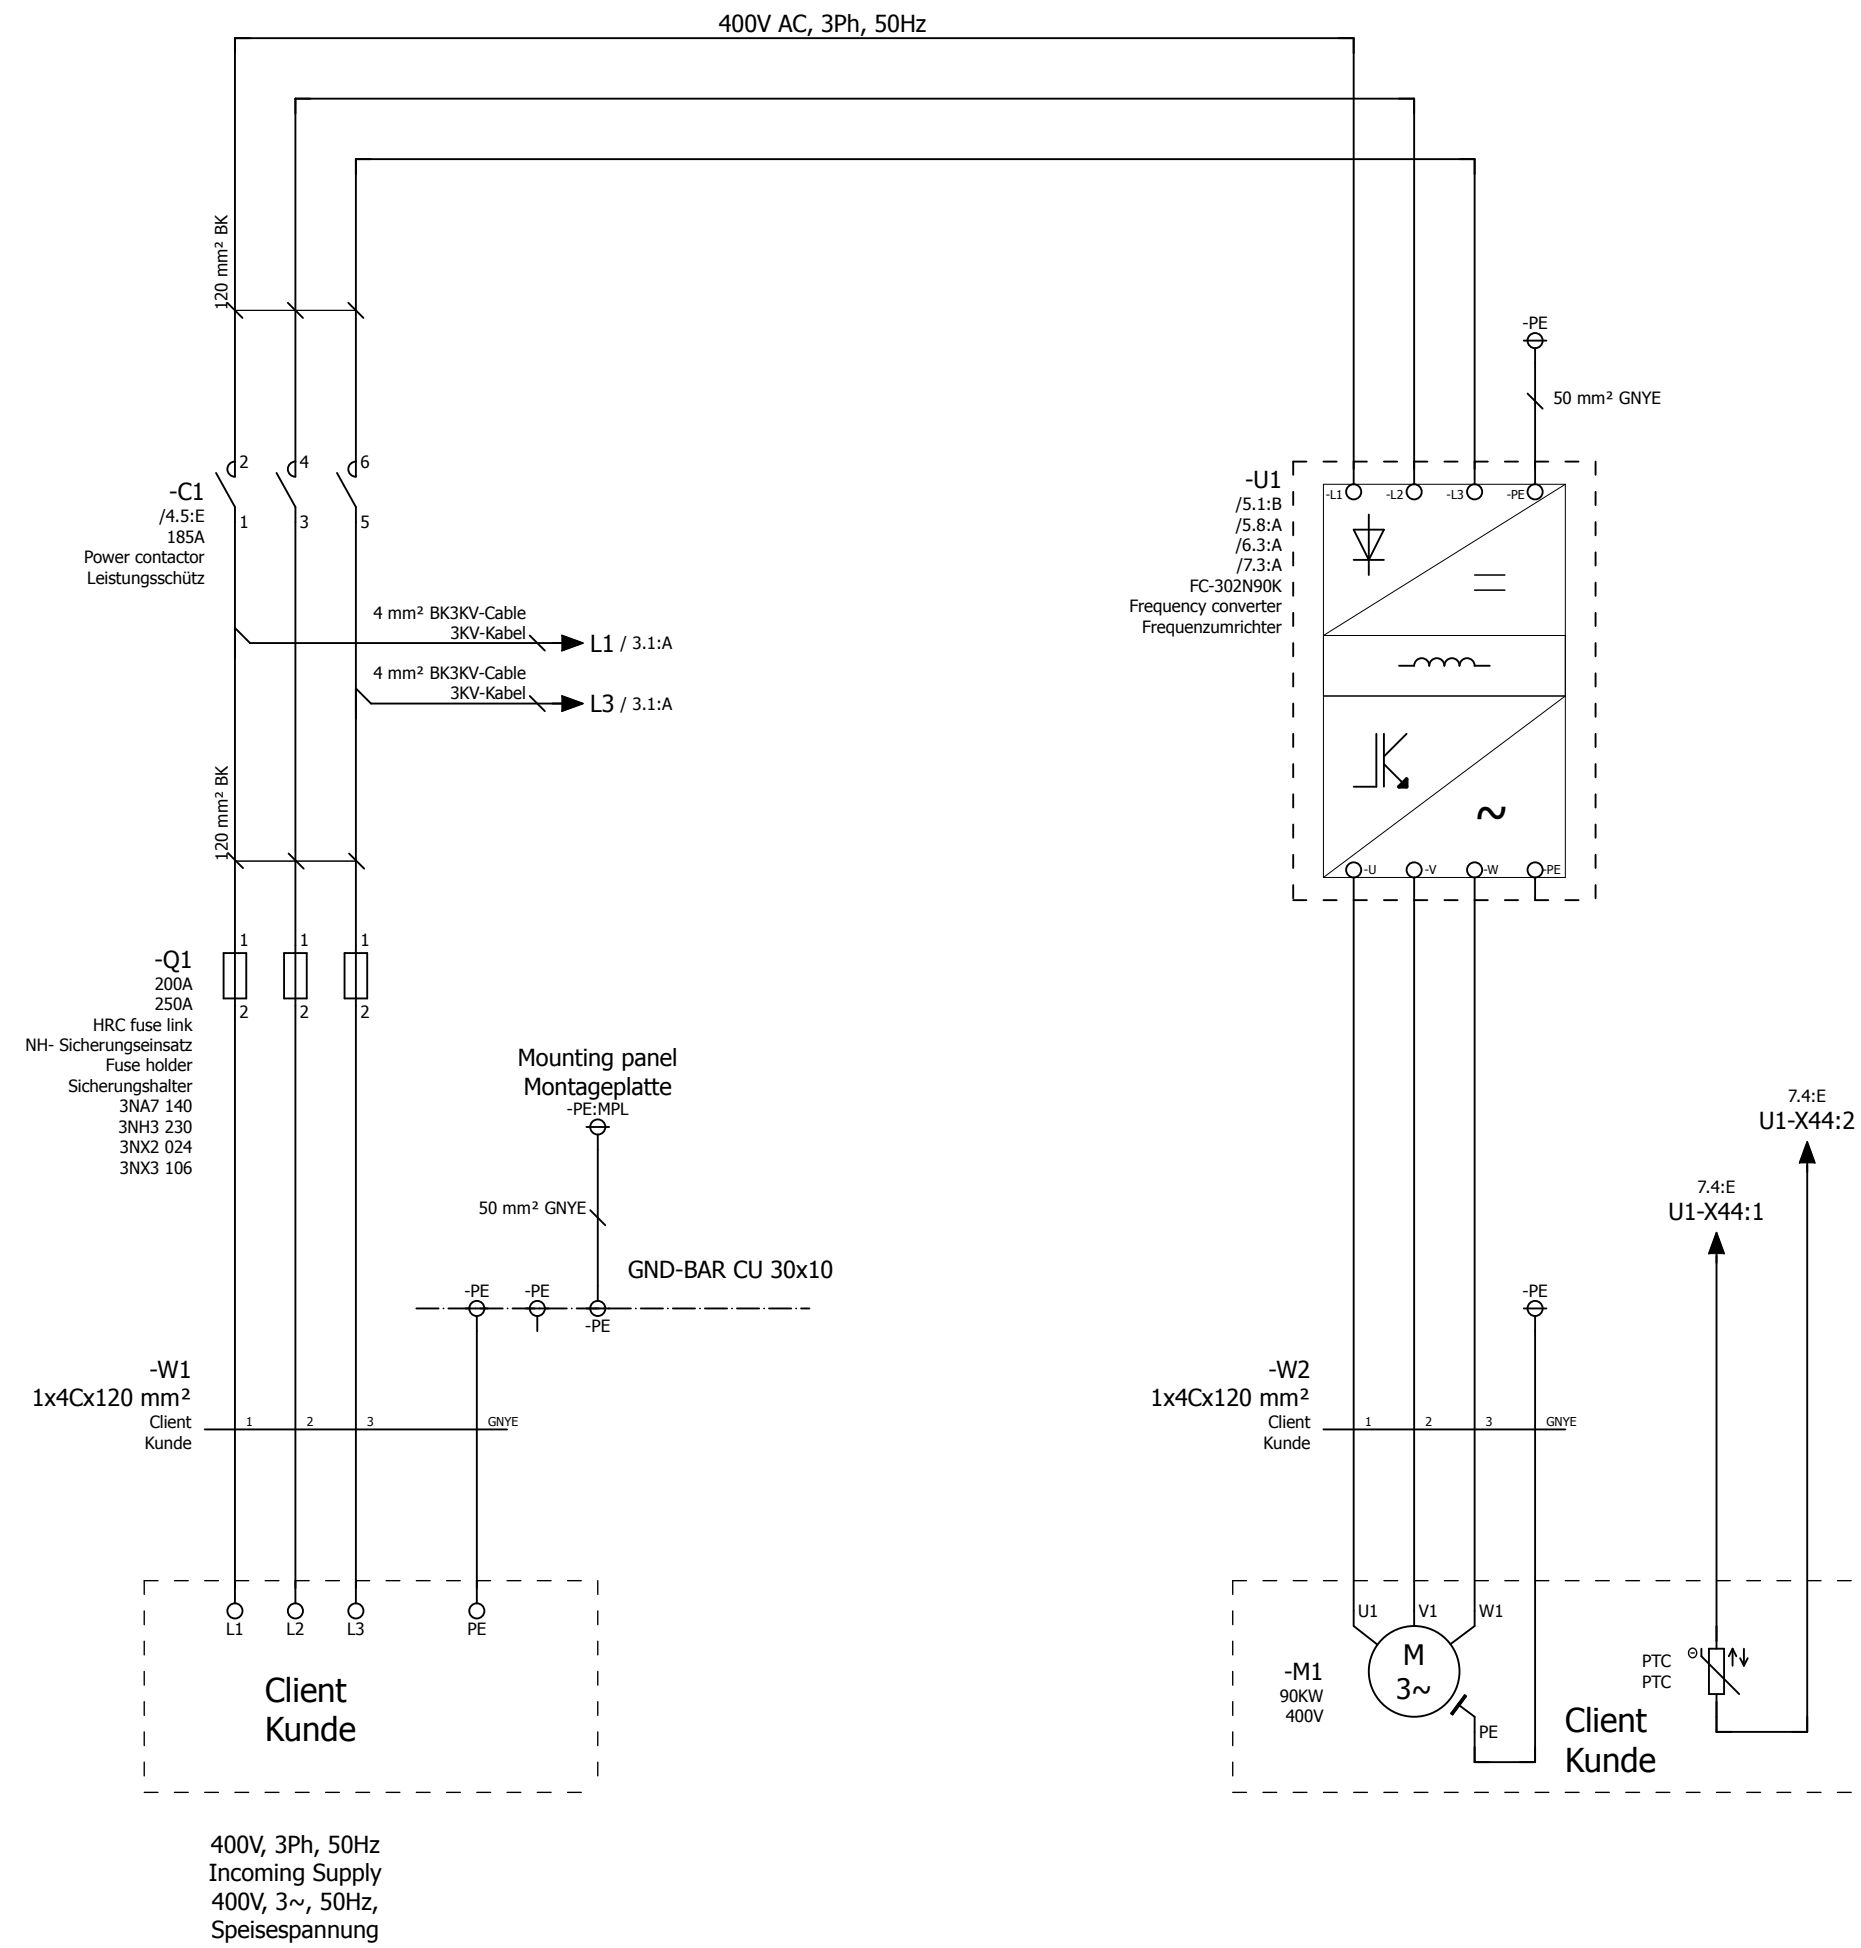 400V AC, 3Ph, 50Hz
120 mm² BK
-PE
50 mm² GNYE
2
4
6
-C1
/4.5:E
185A
Power contactor
Leistungsschütz
1
3
5
-U1
/5.1:B
/5.8:A
/6.3:A
/7.3:A
FC-302N90K
Frequency converter
Frequenzumrichter
-L1
-L2
-L3
-PE
4 mm² BK3KV-Cable
3KV-Kabel
L1 / 3.1:A
4 mm² BK3KV-Cable
3KV-Kabel
L3 / 3.1:A
120 mm² BK
~
-U
-V
-W
-PE
-Q1
200A
250A
HRC fuse link
NH- Sicherungseinsatz
Fuse holder
Sicherungshalter
3NA7 140
3NH3 230
3NX2 024
3NX3 106
1
1
1
2
2
2
Mounting panel
Montageplatte
-PE:MPL
50 mm² GNYE
GND-BAR CU 30x10
-PE
-PE
-PE
7.4:E
U1-X44:2
7.4:E
U1-X44:1
-PE
-W1
1x4Cx120 mm²
Client
Kunde
1
2
3
GNYE
-W2
1x4Cx120 mm²
Client
Kunde
1
2
3
GNYE
L1
L2
L3
PE
Client
Kunde
U1
V1
W1
M
3~
-M1
90KW
400V
PE
PTC
PTC
Θ
Client
Kunde
400V, 3Ph, 50Hz
Incoming Supply
400V, 3~, 50Hz,
Speisespannung